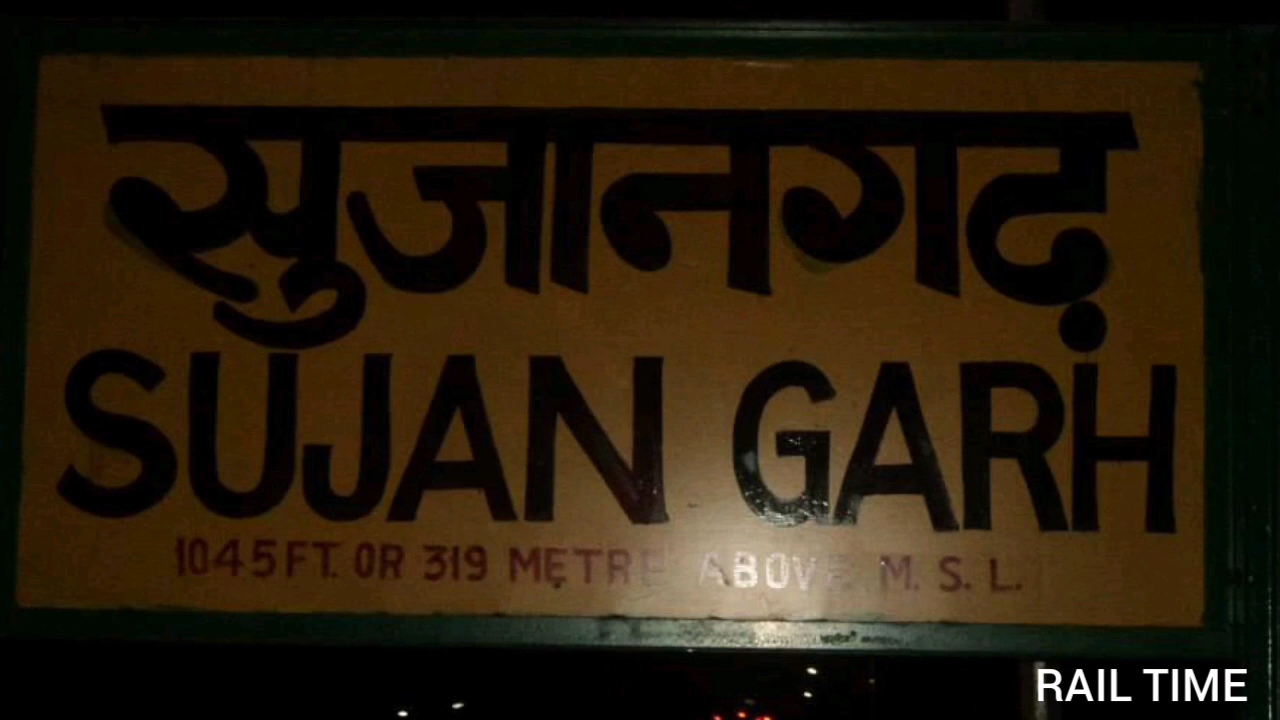 सुजानगढ़
SUJAN GARH
1045 FT. OR 319 METRE ABOVE M. S. L.
RAIL TIME